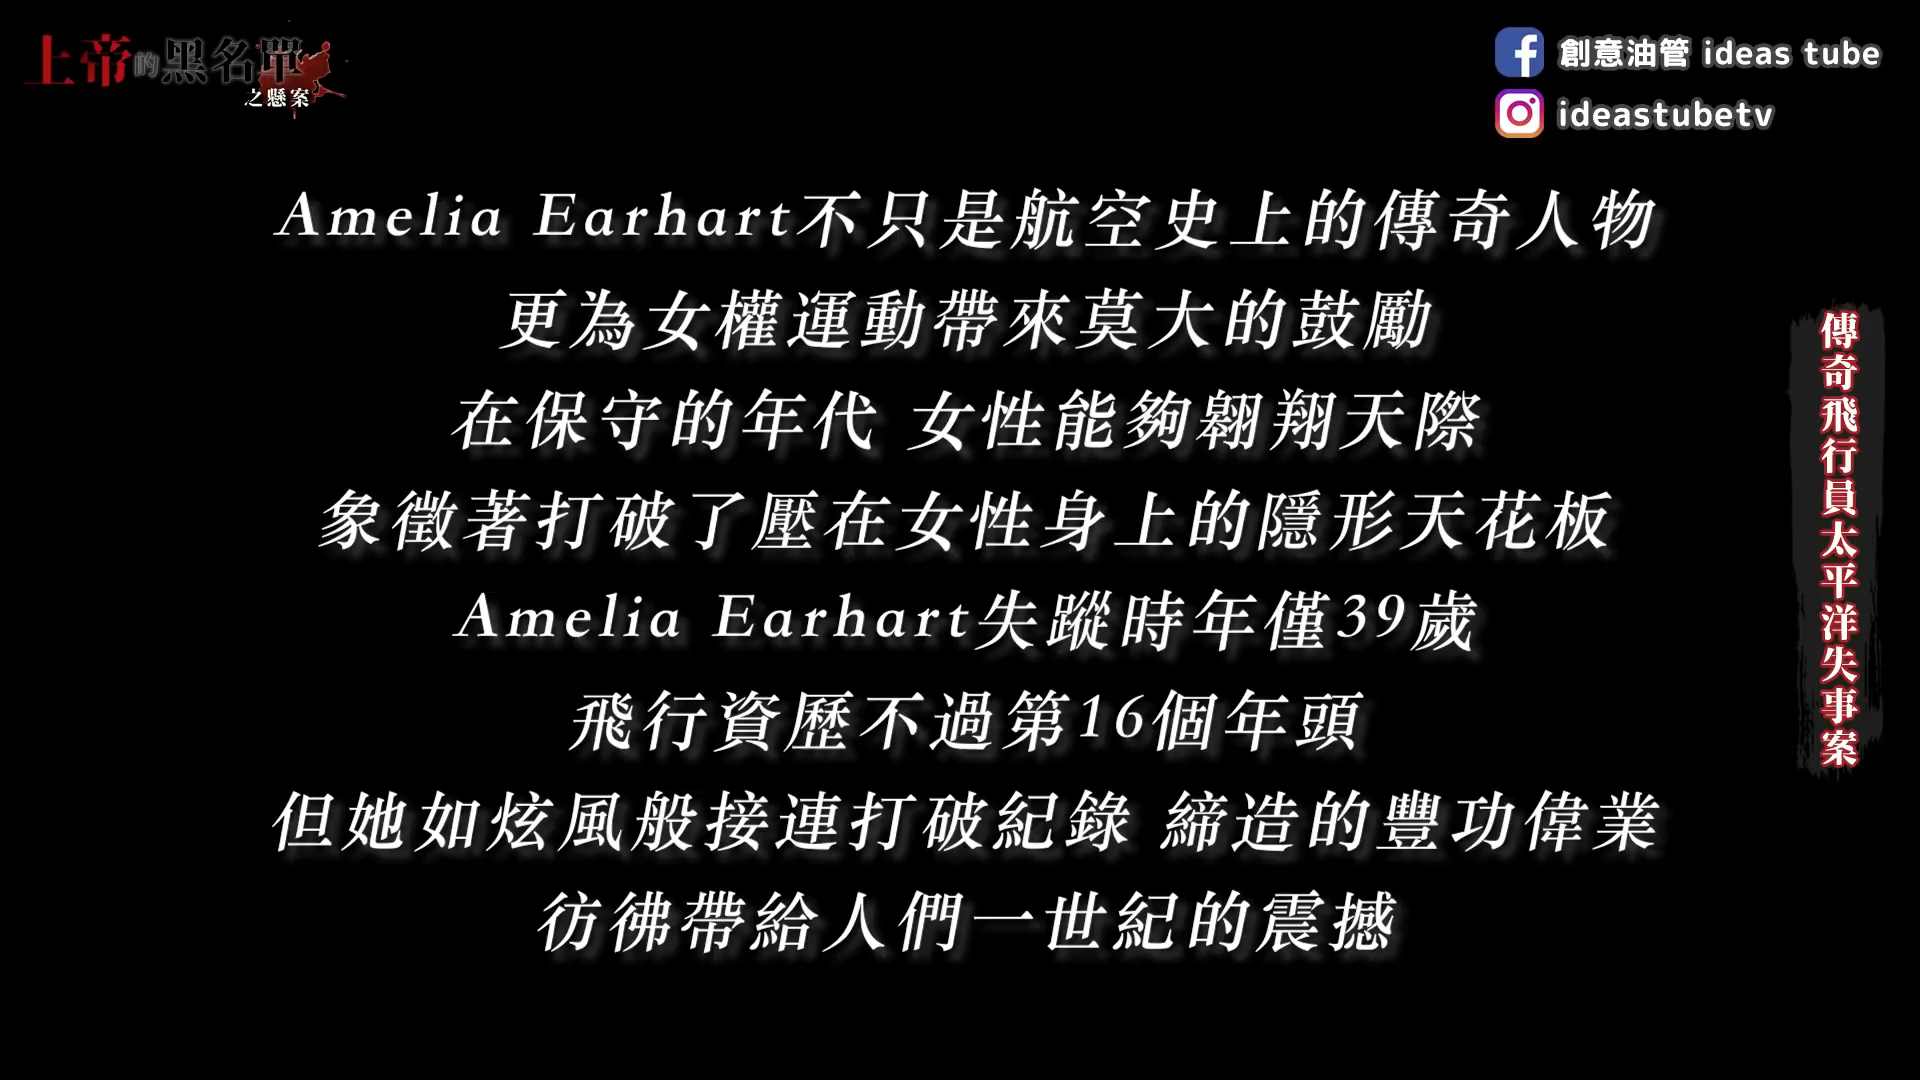 上帝的黑名單
之懸案
創意油管 ideas tube
ideastubetv
Amelia Earhart不只是航空史上的傳奇人物
更為女權運動帶來莫大的鼓勵
在保守的年代 女性能夠翱翔天際
象徵著打破了壓在女性身上的隱形天花板
Amelia Earhart失蹤時年僅39歲
飛行資歷不過第16個年頭
但她如炫風般接連打破紀錄 締造的豐功偉業
彷彿帶給人們一世紀的震撼
傳奇飛行員太平洋失事案